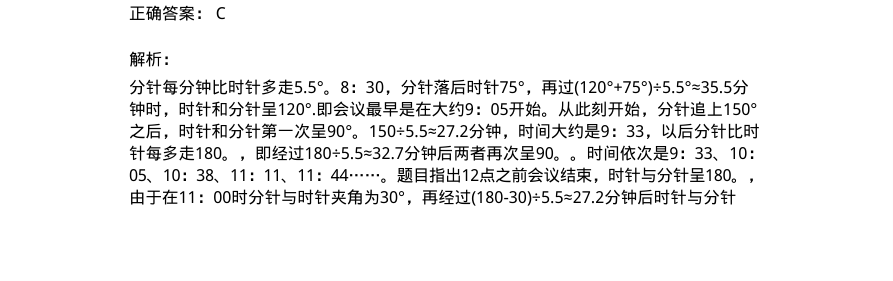 正确答案： C
解析：
分针每分钟比时针多走5.5°。8：30，分针落后时针75°，再过(120°+75°)÷5.5°≈35.5分
钟时，时针和分针呈120°.即会议最早是在大约9：05开始。从此刻开始，分针追上150°
之后，时针和分针第一次呈90°。150÷5.5≈27.2分钟，时间大约是9：33，以后分针比时
针每多走180。，即经过180÷5.5≈32.7分钟后两者再次呈90。。时间依次是9：33、10：
05、10：38、11：11、11：44……。题目指出12点之前会议结束，时针与分针呈180。，
由于在11：00时分针与时针夹角为30°，再经过(180-30)÷5.5≈27.2分钟后时针与分针